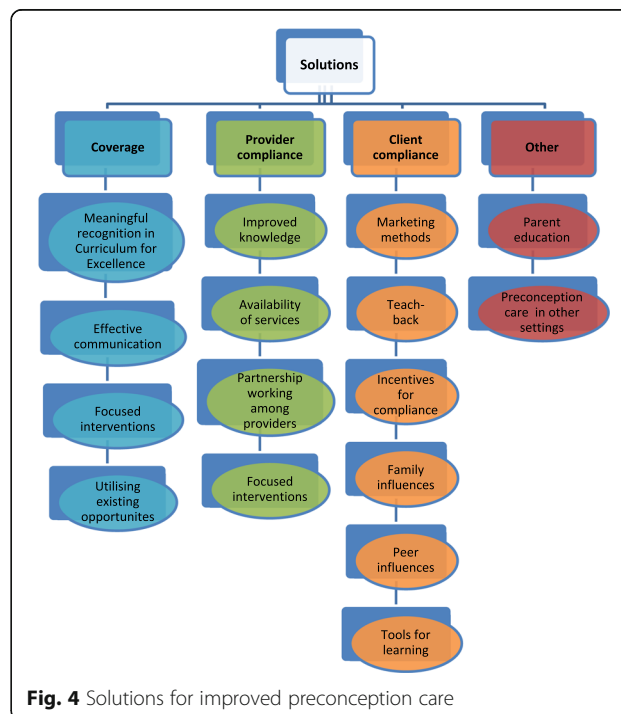 Solutions
Coverage
Meaningful
recognition in
Curriculum for
Excellence
Effective
communication
Focused
interventions
Utilising
existing
opportunites
Provider
compliance
Improved
knowledge
Availability
of services
Partnership
working
among
providers
Focused
interventions
Client
compliance
Marketing
methods
Teach-
back
Incentives
for
compliance
Family
influences
Peer
influences
Tools for
learning
Other
Parent
education
Preconception
care in other
settings
Fig. 4 Solutions for improved preconception care